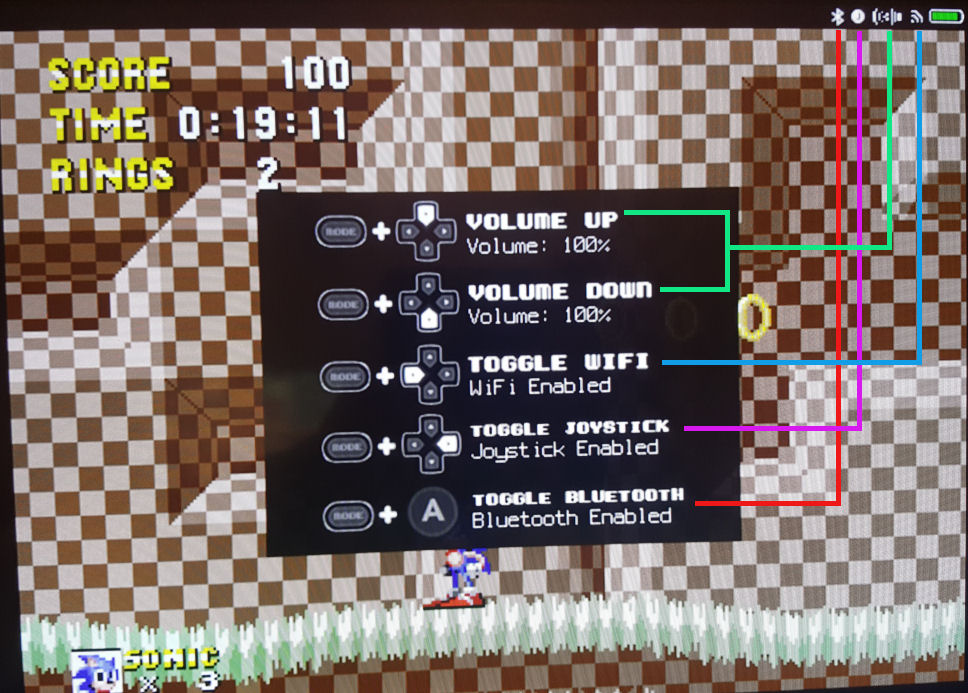 SCORE 100
TIME 0:19:11
RINGS 2
MODE + VOLUME UP
Volume: 100%
MODE + VOLUME DOWN
Volume: 100%
MODE + TOGGLE WIFI
WiFi Enabled
MODE + TOGGLE JOYSTICK
Joystick Enabled
MODE + A TOGGLE BLUETOOTH
Bluetooth Enabled
SONIC
X 3